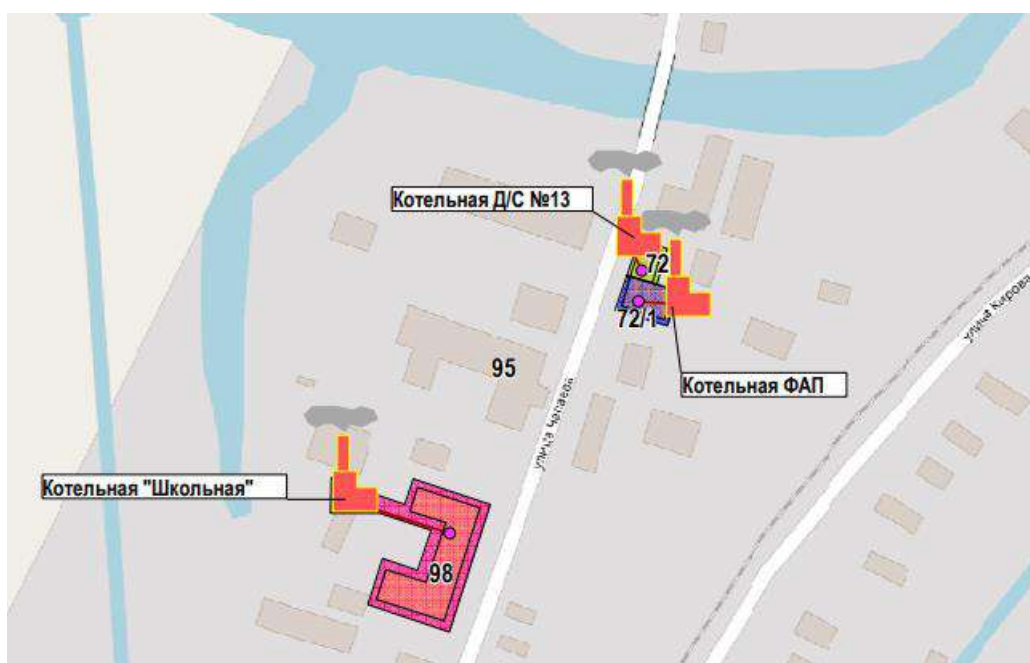 Котельная Д/С №13
72
72/1
улица Кирова
95
Котельная ФАП
улица Чапаева
Котельная "Школьная"
98